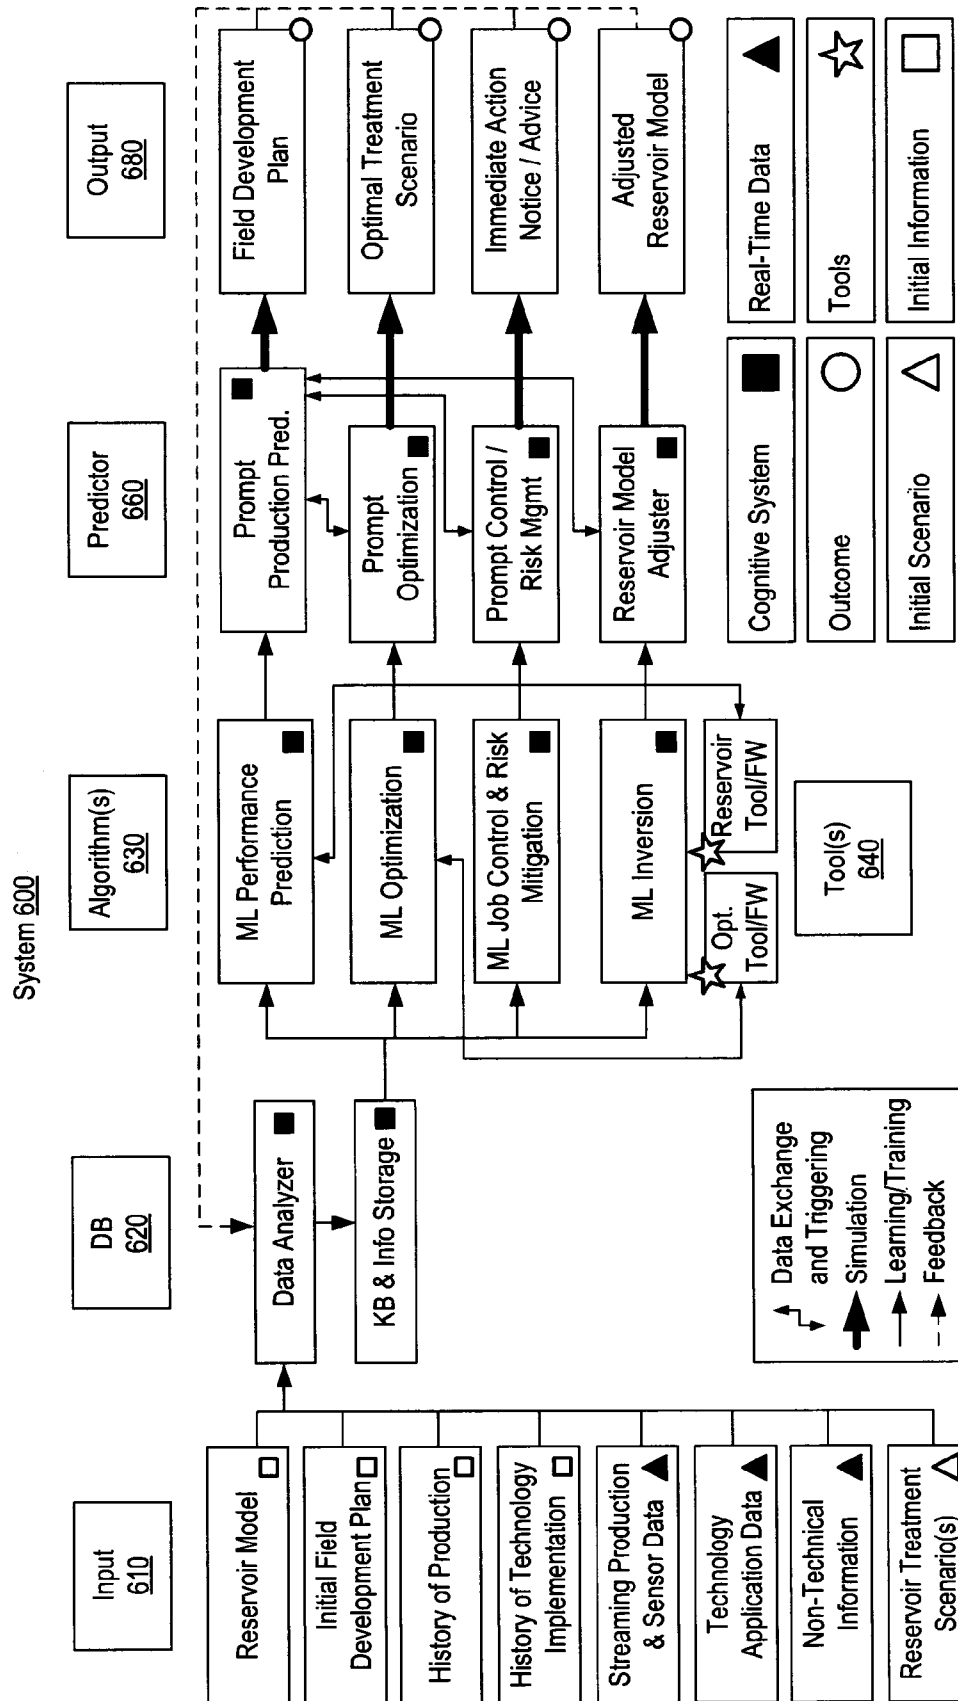 System 600
Input
610
DB
620
Algorithm(s)
630
Predictor
660
Output
680
Reservoir Model
Initial Field
Development Plan
History of Production
History of Technology
Implementation
Streaming Production
& Sensor Data
Technology
Application Data
Non-Technical
Information
Reservoir Treatment
Scenario(s)
Data Analyzer
KB & Info Storage
ML Performance
Prediction
ML Optimization
ML Job Control & Risk
Mitigation
ML Inversion
Opt.
Tool/FW
Reservoir
Tool/FW
Tool(s)
640
Prompt
Production Pred.
Prompt
Optimization
Prompt Control /
Risk Mgmt
Reservoir Model
Adjuster
Field Development
Plan
Optimal Treatment
Scenario
Immediate Action
Notice / Advice
Adjusted
Reservoir Model
Data Exchange
and Triggering
Simulation
Learning/Training
Feedback
Cognitive System
Real-Time Data
Outcome
Tools
Initial Scenario
Initial Information